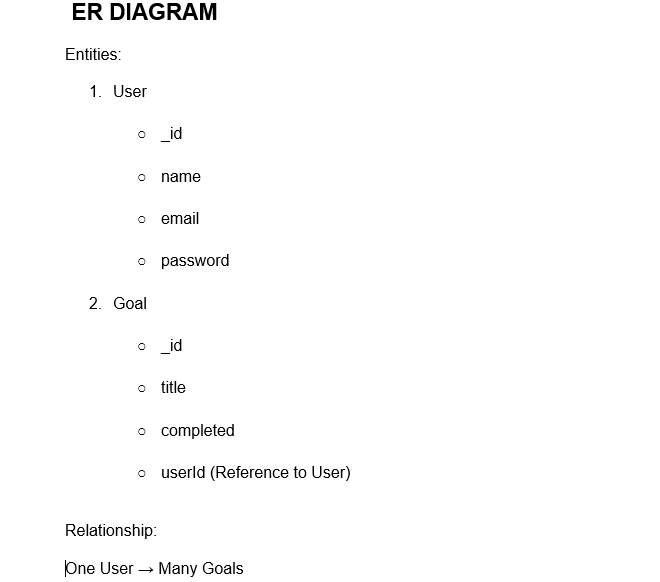 ER DIAGRAM
Entities:
1. User
○ _id
○ name
○ email
○ password
2. Goal
○ _id
○ title
○ completed
○ userId (Reference to User)
Relationship:
One User → Many Goals